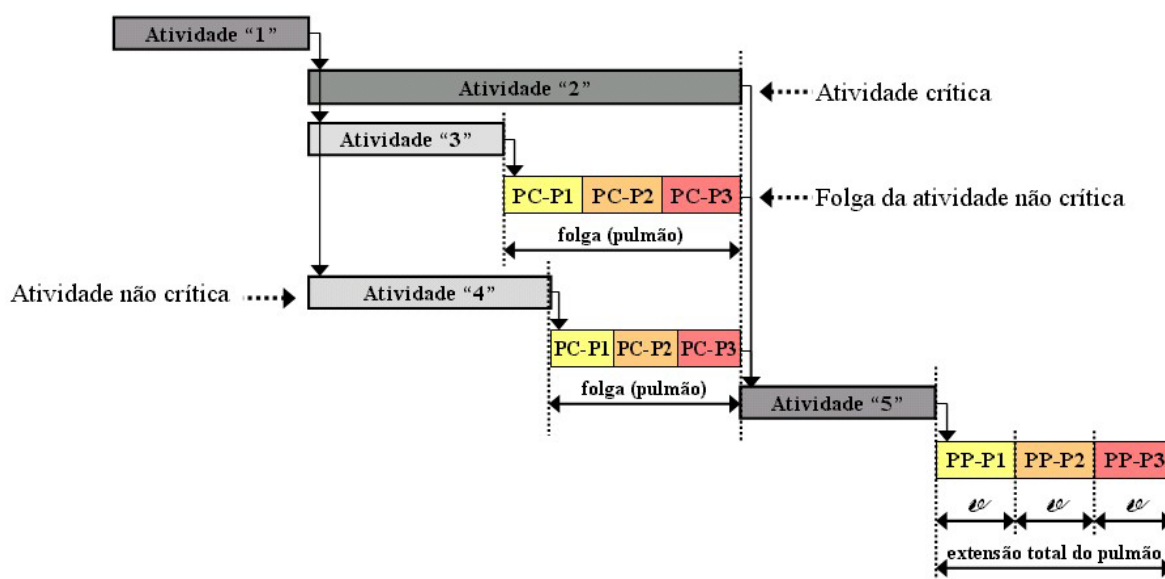 Atividade “1”
Atividade “2”
Atividade crítica
Atividade “3”
PC-P1 PC-P2 PC-P3
Folga da atividade não crítica
folga (pulmão)
Atividade não crítica
Atividade “4”
PC-P1 PC-P2 PC-P3
folga (pulmão)
Atividade “5”
PP-P1 PP-P2 PP-P3
extensão total do pulmão